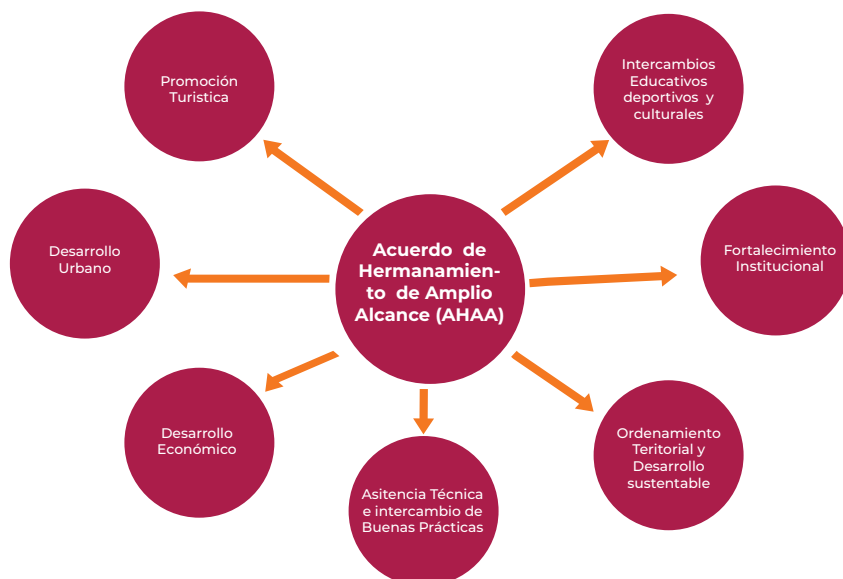 Promoción
Turistica
Intercambios
Educativos
deportivos y
culturales
Desarrollo
Urbano
Acuerdo de
Hermanamien-
to de Amplio
Alcance (AHAA)
Fortalecimiento
Institucional
Desarrollo
Económico
Asitencia Técnica
e intercambio de
Buenas Prácticas
Ordenamiento
Teritorial y
Desarrollo
sustentable